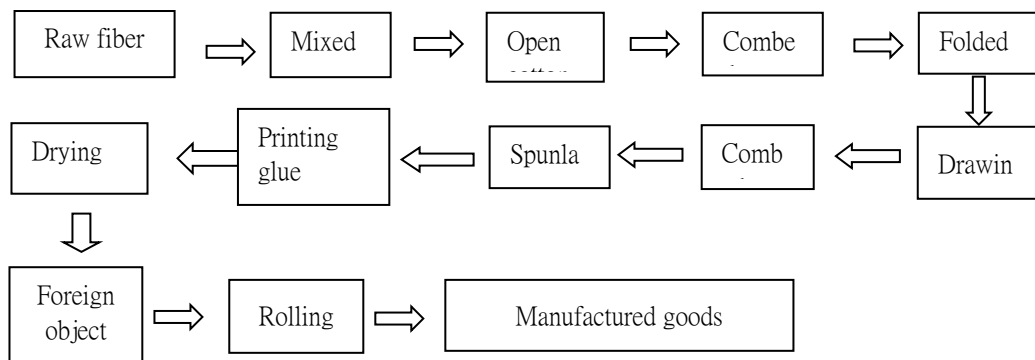 Raw fiber
Mixed
Open
Combe
Folded
Drawin
Comb
Spunla
Printing
glue
Drying
Foreign
object
Rolling
Manufactured goods